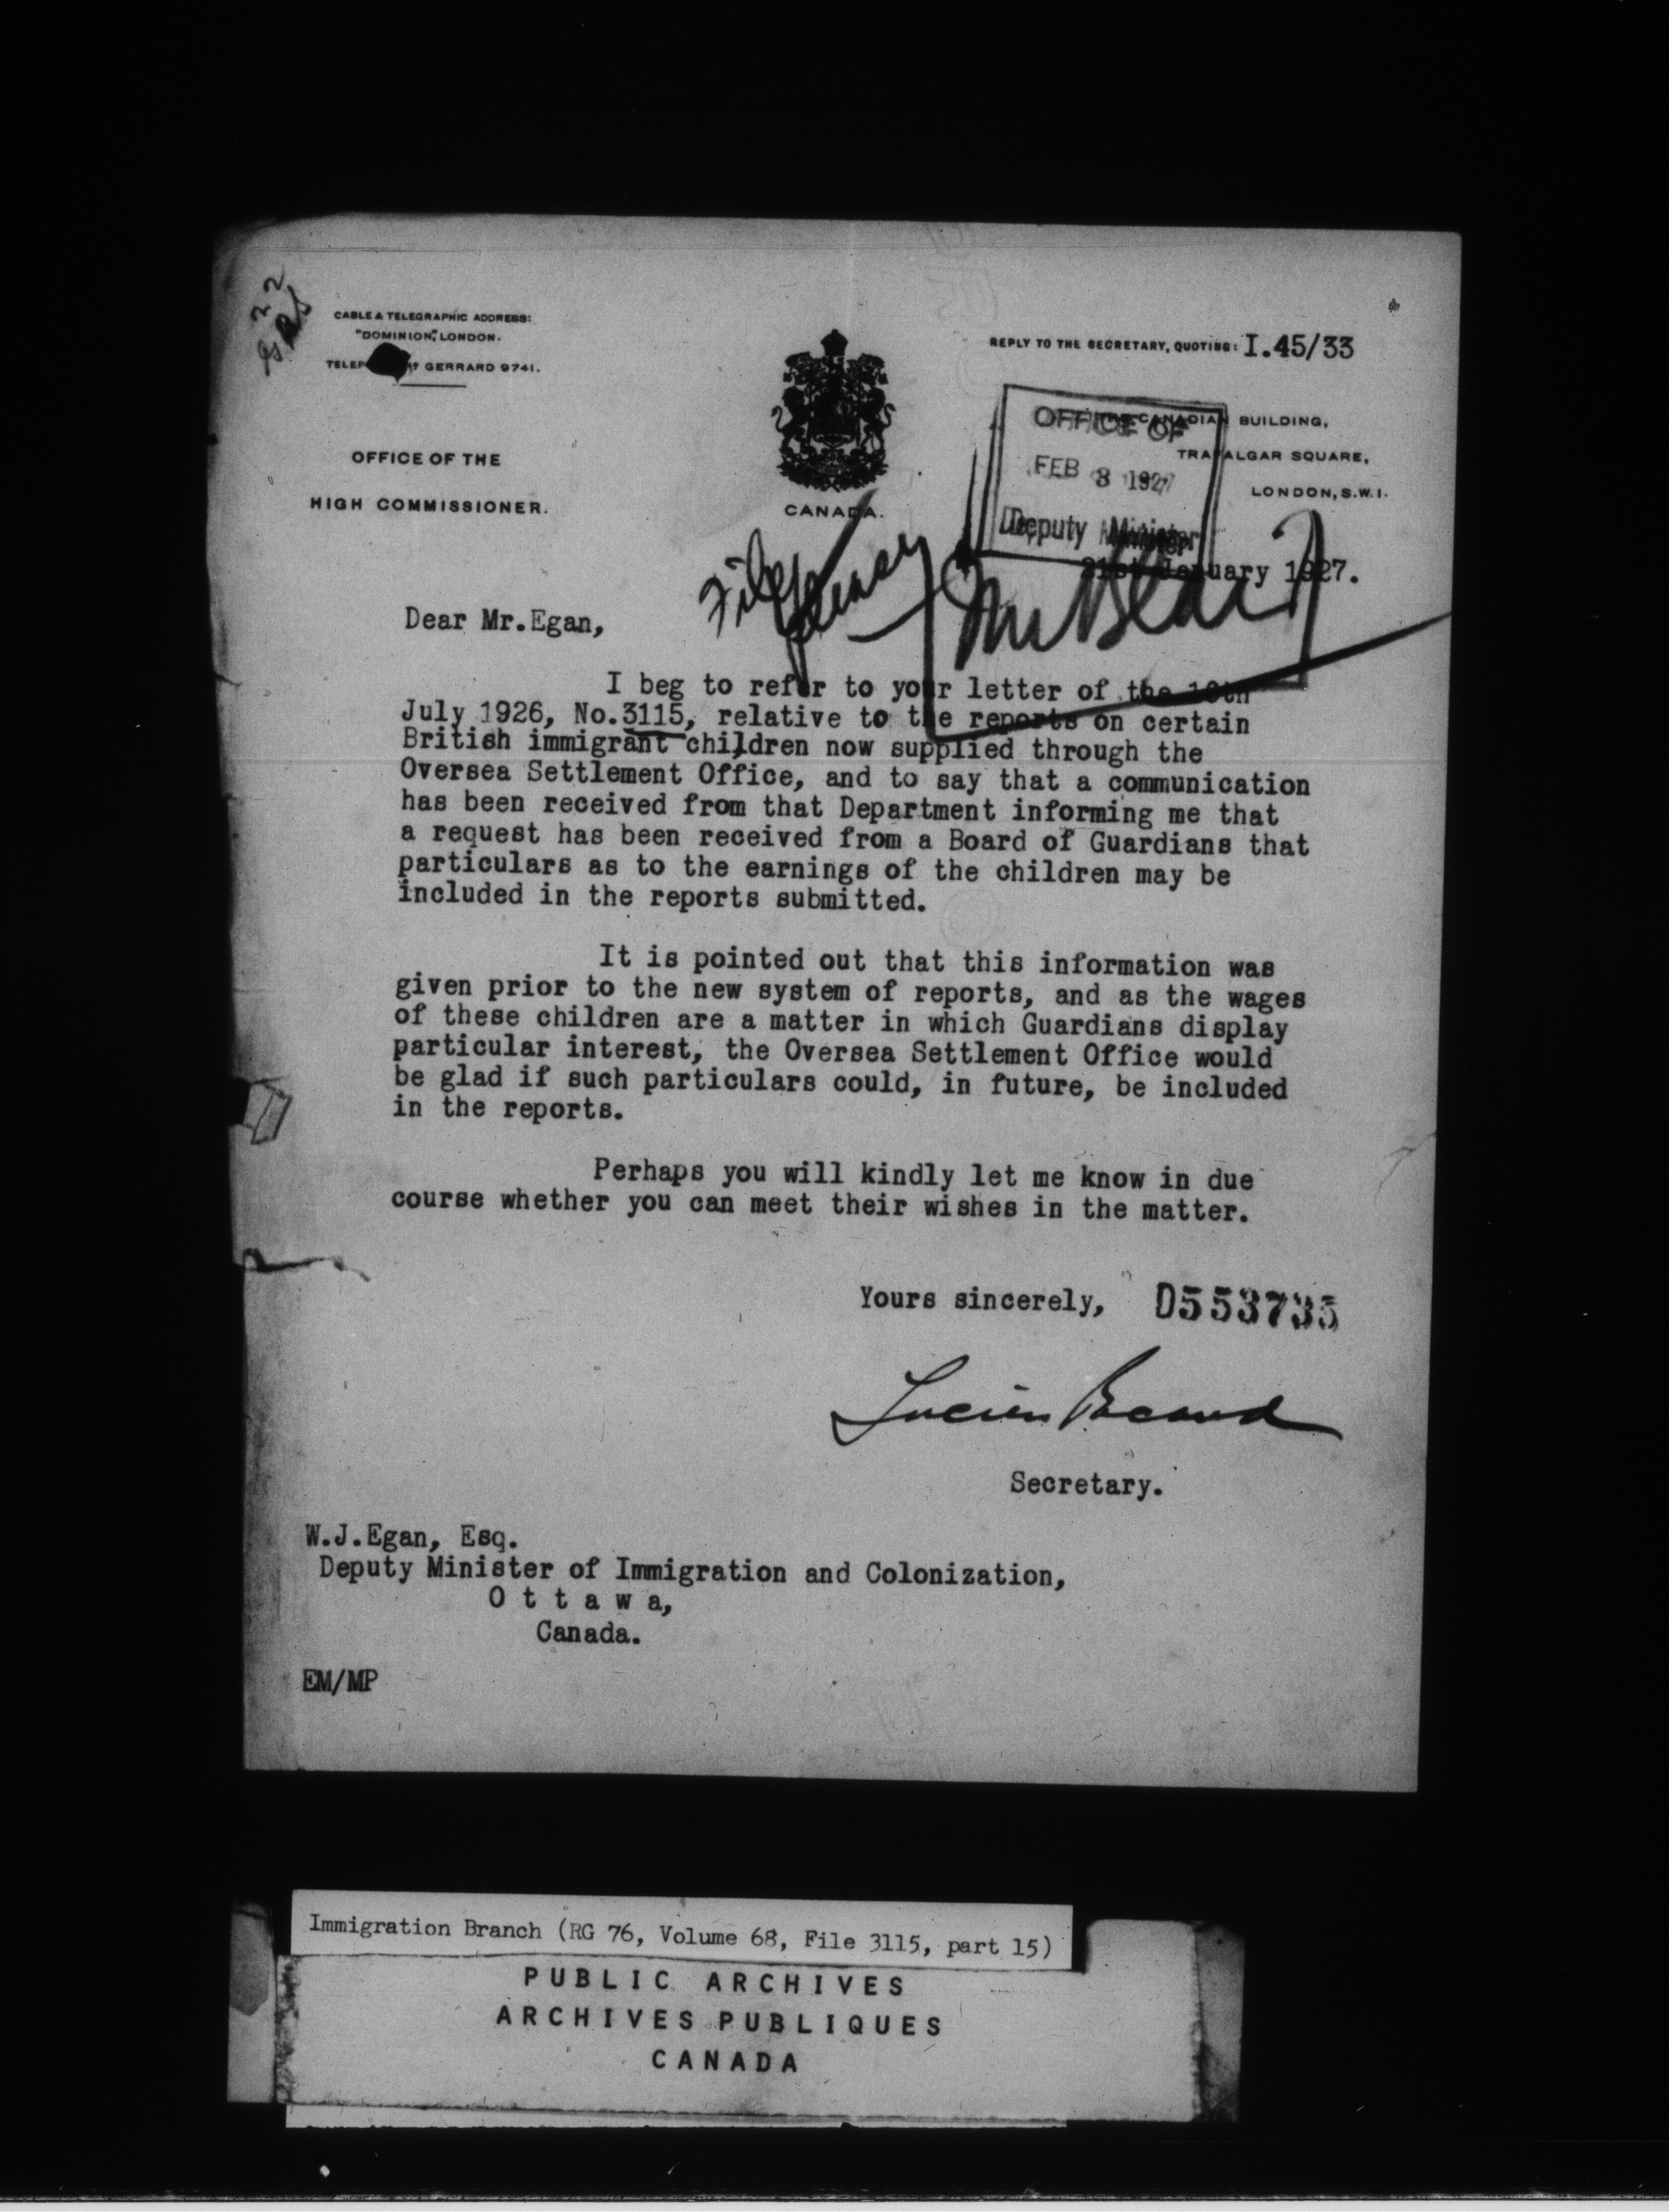 CABLE & TELEGRAPHIC ADDRESS:
"DOMINION", LONDON.
GERRARD 9741.
OFFICE OF THE
HIGH COMMISSIONER.
CANADA.
REPLY TO THE SECRETARY, QUOTING: I.45/33
CANADIAN BUILDING,
TRAFALGAR SQUARE,
LONDON, S.W.1.
OFFICE OF
FEB 8 1927
Deputy Minister
21st January 1927.
File please
Mr Blair
Dear Mr.Egan,
I beg to refer to your letter of the
July 1926, No.3115, relative to the reports on certain
British immigrant children now supplied through the
Oversea Settlement Office, and to say that a communication
has been received from that Department informing me that
a request has been received from a Board of Guardians that
particulars as to the earnings of the children may be
included in the reports submitted.
It is pointed out that this information was
given prior to the new system of reports, and as the wages
of these children are a matter in which Guardians display
particular interest, the Oversea Settlement Office would
be glad if such particulars could, in future, be included
in the reports.
Perhaps you will kindly let me know in due
course whether you can meet their wishes in the matter.
Yours sincerely, D553735
Lucien Pacaud
Secretary.
W.J.Egan, Esq.
Deputy Minister of Immigration and Colonization,
O t t a w a,
Canada.
EM/MP
Immigration Branch (RG 76, Volume 68, File 3115, part 15)
PUBLIC ARCHIVES
ARCHIVES PUBLIQUES
CANADA